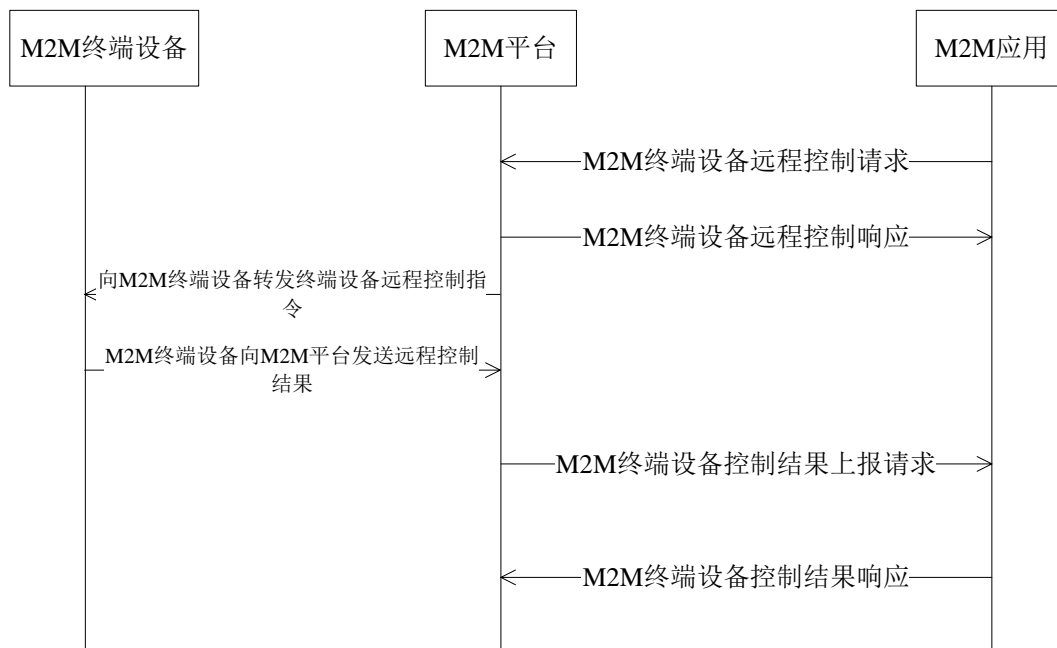 M2M终端设备
M2M平台
M2M应用
M2M终端设备远程控制请求
M2M终端设备远程控制响应
向M2M终端设备转发终端设备远程控制指
令
M2M终端设备向M2M平台发送远程控制
结果
M2M终端设备控制结果上报请求
M2M终端设备控制结果响应